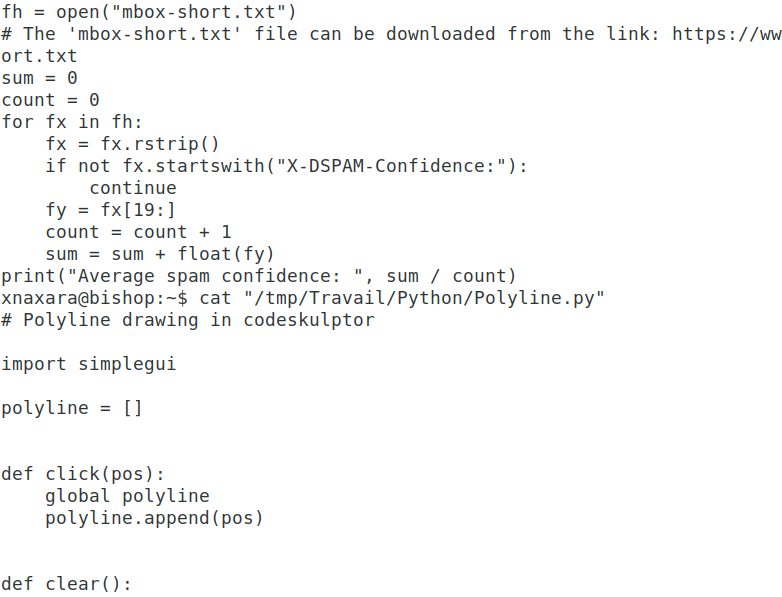 fh = open("mbox-short.txt")
# The 'mbox-short.txt' file can be downloaded from the link: https://ww
ort.txt
sum = 0
count = 0
for fx in fh:
    fx = fx.rstrip()
    if not fx.startswith("X-DSPAM-Confidence:"):
        continue
    fy = fx[19:]
    count = count + 1
    sum = sum + float(fy)
print("Average spam confidence: ", sum / count)
xnaxara@bishop:~$ cat "/tmp/Travail/Python/Polyline.py"
# Polyline drawing in codeskulptor

import simplegui

polyline = []


def click(pos):
    global polyline
    polyline.append(pos)


def clear():